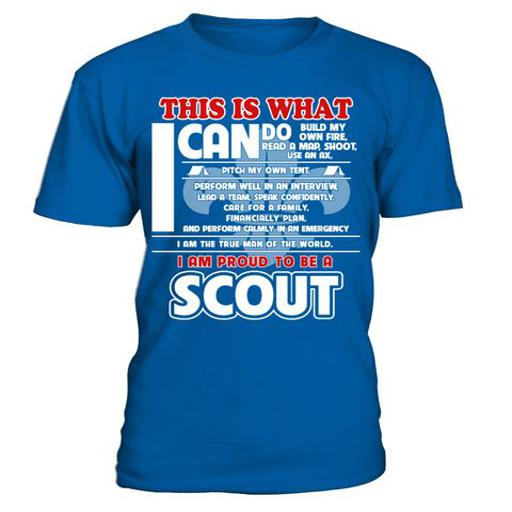 THIS IS WHAT
I CAN DO BUILD MY
OWN FIRE,
READ A MAP, SHOOT,
USE AN AX,
PITCH MY OWN TENT
PERFORM WELL IN AN INTERVIEW,
LEAD A TEAM, SPEAK CONFIDENTLY,
CARE FOR A FAMILY,
FINANCIALLY PLAN,
AND PERFORM CALMLY IN AN EMERGENCY
I AM THE TRUE MAN OF THE WORLD.
I AM PROUD TO BE A
SCOUT